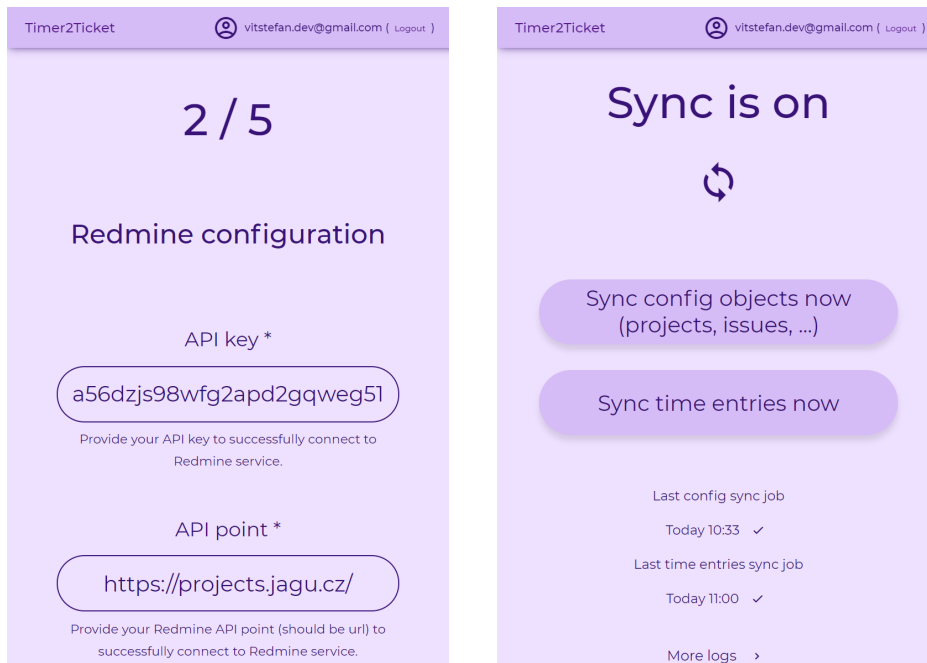 Timer2Ticket
vitstefan.dev@gmail.com ( Logout )
2 / 5
Redmine configuration
API key *
a56dzjs98wfg2apd2gqweg51
Provide your API key to successfully connect to
Redmine service.
API point *
https://projects.jagu.cz/
Provide your Redmine API point (should be url) to
successfully connect to Redmine service.
Timer2Ticket
vitstefan.dev@gmail.com ( Logout )
Sync is on
Sync config objects now
(projects, issues, ...)
Sync time entries now
Last config sync job
Today 10:33
Last time entries sync job
Today 11:00
More logs